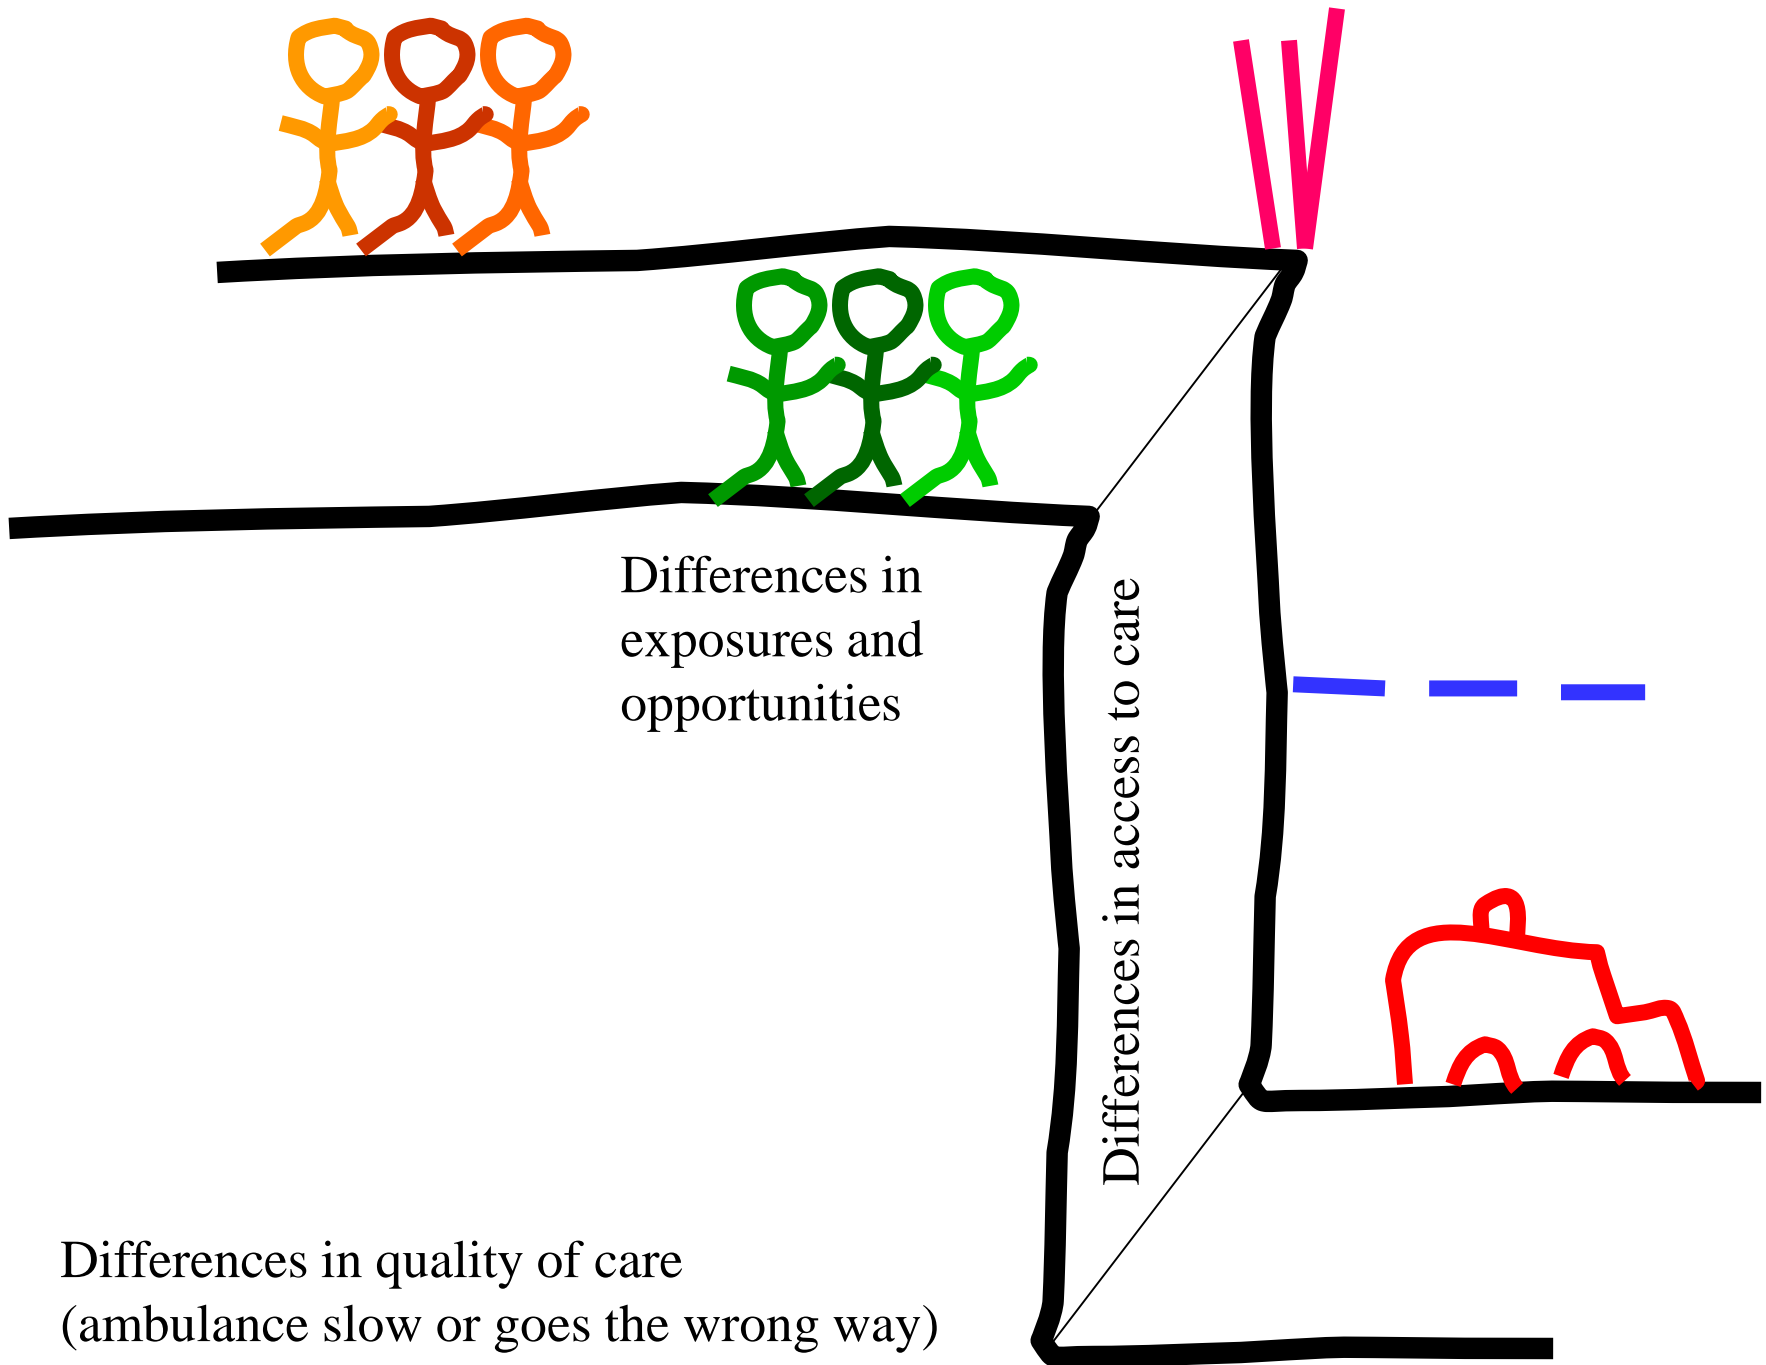 Differences in
exposures and
opportunities
Differences in access to care
Differences in quality of care
(ambulance slow or goes the wrong way)